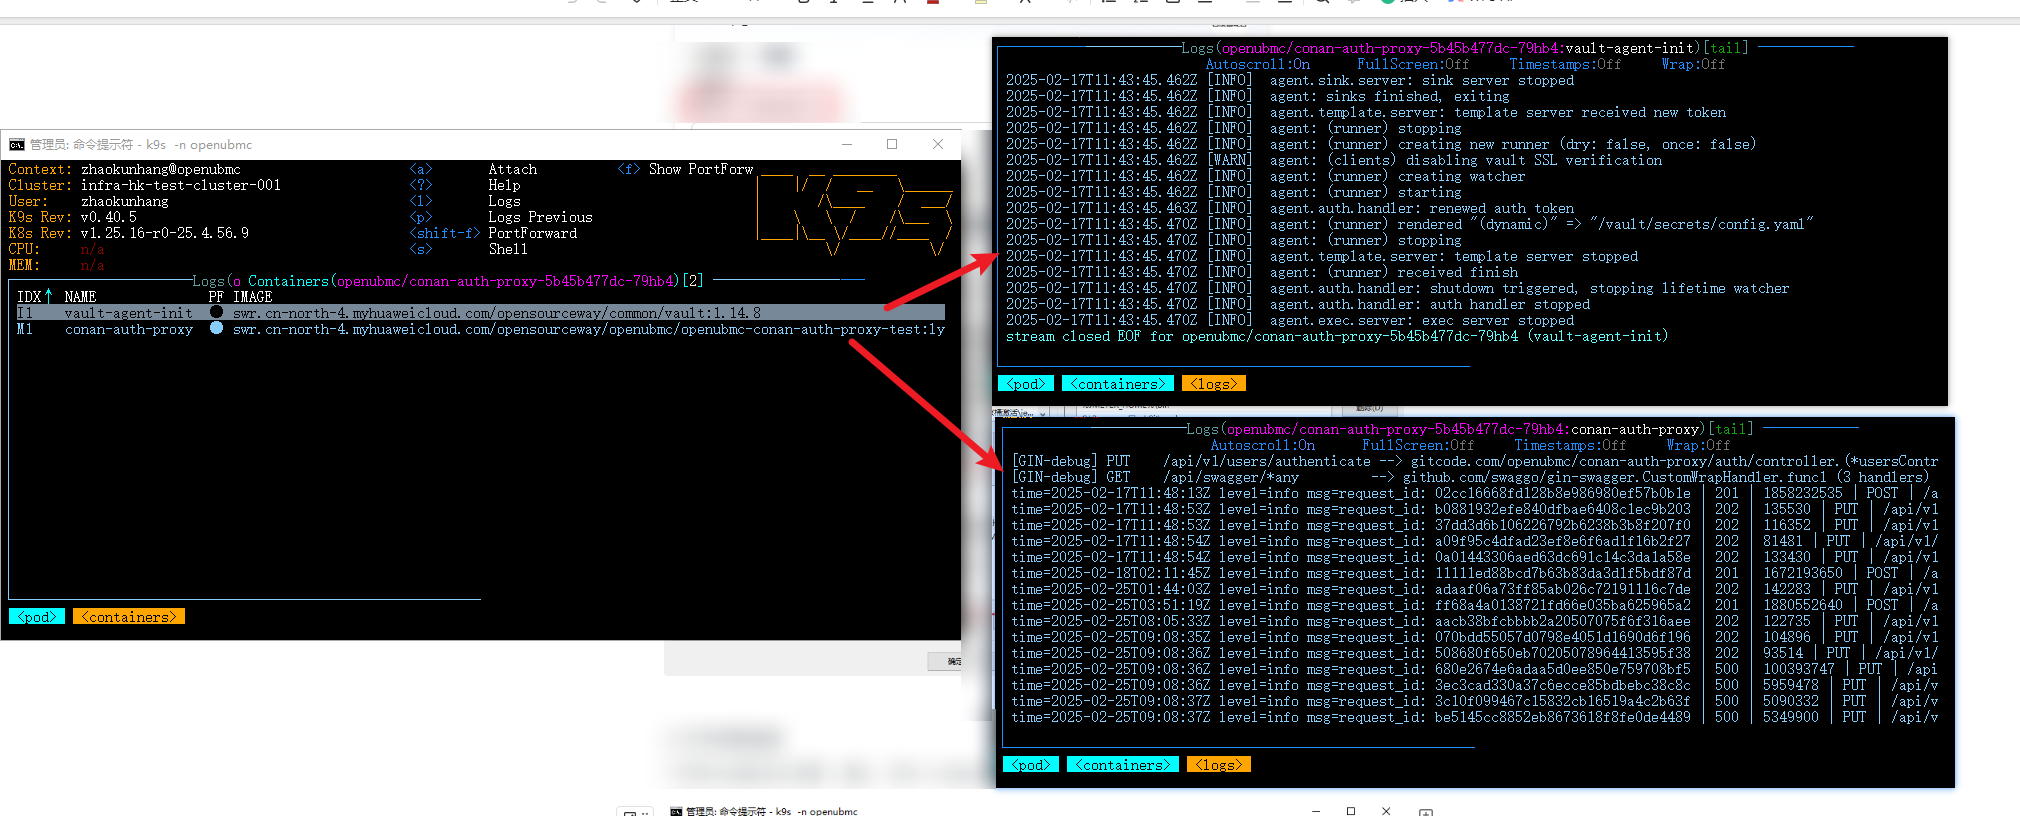 管理员: 命令提示符 - k9s  -n openubmc
Context: zhaokunhang@openubmc <a> Attach <f> Show PortForw
Cluster: infra-hk-test-cluster-001 <?> Help
User: zhaokunhang <l> Logs
K9s Rev: v0.40.5 <p> Logs Previous
K8s Rev: v1.25.16-r0-25.4.56.9 <shift-f> PortForward
CPU: n/a <s> Shell
MEM: n/a
Logs(o Containers(openubmc/conan-auth-proxy-5b45b477dc-79hb4)[2]
IDX↑ NAME PF IMAGE
I1 vault-agent-init ● swr.cn-north-4.myhuaweicloud.com/opensourceway/common/vault:1.14.8
M1 conan-auth-proxy ● swr.cn-north-4.myhuaweicloud.com/opensourceway/openubmc/openubmc-conan-auth-proxy-test:ly
<pod> <containers>
Logs(openubmc/conan-auth-proxy-5b45b477dc-79hb4:vault-agent-init)[tail]
Autoscroll:On FullScreen:Off Timestamps:Off Wrap:Off
2025-02-17T11:43:45.462Z [INFO]  agent.sink.server: sink server stopped
2025-02-17T11:43:45.462Z [INFO]  agent: sinks finished, exiting
2025-02-17T11:43:45.462Z [INFO]  agent.template.server: template server received new token
2025-02-17T11:43:45.462Z [INFO]  agent: (runner) stopping
2025-02-17T11:43:45.462Z [INFO]  agent: (runner) creating new runner (dry: false, once: false)
2025-02-17T11:43:45.462Z [WARN]  agent: (clients) disabling vault SSL verification
2025-02-17T11:43:45.462Z [INFO]  agent: (runner) creating watcher
2025-02-17T11:43:45.462Z [INFO]  agent: (runner) starting
2025-02-17T11:43:45.463Z [INFO]  agent.auth.handler: renewed auth token
2025-02-17T11:43:45.470Z [INFO]  agent: (runner) rendered "(dynamic)" => "/vault/secrets/config.yaml"
2025-02-17T11:43:45.470Z [INFO]  agent: (runner) stopping
2025-02-17T11:43:45.470Z [INFO]  agent.template.server: template server stopped
2025-02-17T11:43:45.470Z [INFO]  agent: (runner) received finish
2025-02-17T11:43:45.470Z [INFO]  agent.auth.handler: shutdown triggered, stopping lifetime watcher
2025-02-17T11:43:45.470Z [INFO]  agent.auth.handler: auth handler stopped
2025-02-17T11:43:45.470Z [INFO]  agent.exec.server: exec server stopped
stream closed EOF for openubmc/conan-auth-proxy-5b45b477dc-79hb4 (vault-agent-init)
<pod> <containers> <logs>
Logs(openubmc/conan-auth-proxy-5b45b477dc-79hb4:conan-auth-proxy)[tail]
Autoscroll:On FullScreen:Off Timestamps:Off Wrap:Off
[GIN-debug] PUT    /api/v1/users/authenticate --> gitcode.com/openubmc/conan-auth-proxy/auth/controller.(*usersContr
[GIN-debug] GET    /api/swagger/*any         --> github.com/swaggo/gin-swagger.CustomWrapHandler.func1 (3 handlers)
time=2025-02-17T11:48:13Z level=info msg=request_id: 02cc16668fd128b8e986980ef57b0b1e | 201 | 1858232535 | POST | /a
time=2025-02-17T11:48:53Z level=info msg=request_id: b0881932efe840dfbae6408c1ec9b203 | 202 | 135530 | PUT | /api/v1
time=2025-02-17T11:48:53Z level=info msg=request_id: 37dd3d6b106226792b6238b3b8f207f0 | 202 | 116352 | PUT | /api/v1
time=2025-02-17T11:48:54Z level=info msg=request_id: a09f95c4dfad23ef8e6f6ad1f16b2f27 | 202 | 81481 | PUT | /api/v1/
time=2025-02-17T11:48:54Z level=info msg=request_id: 0a01443306aed63dc691c14c3da1a58e | 202 | 133430 | PUT | /api/v1
time=2025-02-18T02:11:45Z level=info msg=request_id: 11111ed88bcd7b63b83da3d1f5bdf87d | 201 | 1672193650 | POST | /a
time=2025-02-25T01:44:03Z level=info msg=request_id: adaaf06a73ff85ab026c72191116c7de | 202 | 142283 | PUT | /api/v1
time=2025-02-25T03:51:19Z level=info msg=request_id: ff68a4a0138721fd66e035ba625965a2 | 201 | 1880552640 | POST | /a
time=2025-02-25T08:05:33Z level=info msg=request_id: aacb38bfcbbbb2a20507075f6f316aee | 202 | 122735 | PUT | /api/v1
time=2025-02-25T09:08:35Z level=info msg=request_id: 070bdd55057d0798e4051d1690d6f196 | 202 | 104896 | PUT | /api/v1
time=2025-02-25T09:08:36Z level=info msg=request_id: 508680f650eb70205078964413595f38 | 202 | 93514 | PUT | /api/v1/
time=2025-02-25T09:08:36Z level=info msg=request_id: 680e2674e6adaa5d0ee850e759708bf5 | 500 | 100393747 | PUT | /api
time=2025-02-25T09:08:36Z level=info msg=request_id: 3ec3cad330a37c6ecce85bdbebc38c8c | 500 | 5959478 | PUT | /api/v
time=2025-02-25T09:08:37Z level=info msg=request_id: 3c10f099467c15832cb16519a4c2b63f | 500 | 5090332 | PUT | /api/v
time=2025-02-25T09:08:37Z level=info msg=request_id: be5145cc8852eb8673618f8fe0de4489 | 500 | 5349900 | PUT | /api/v
<pod> <containers> <logs>
确定
管理员: 命令提示符 - k9s  -n openubmc